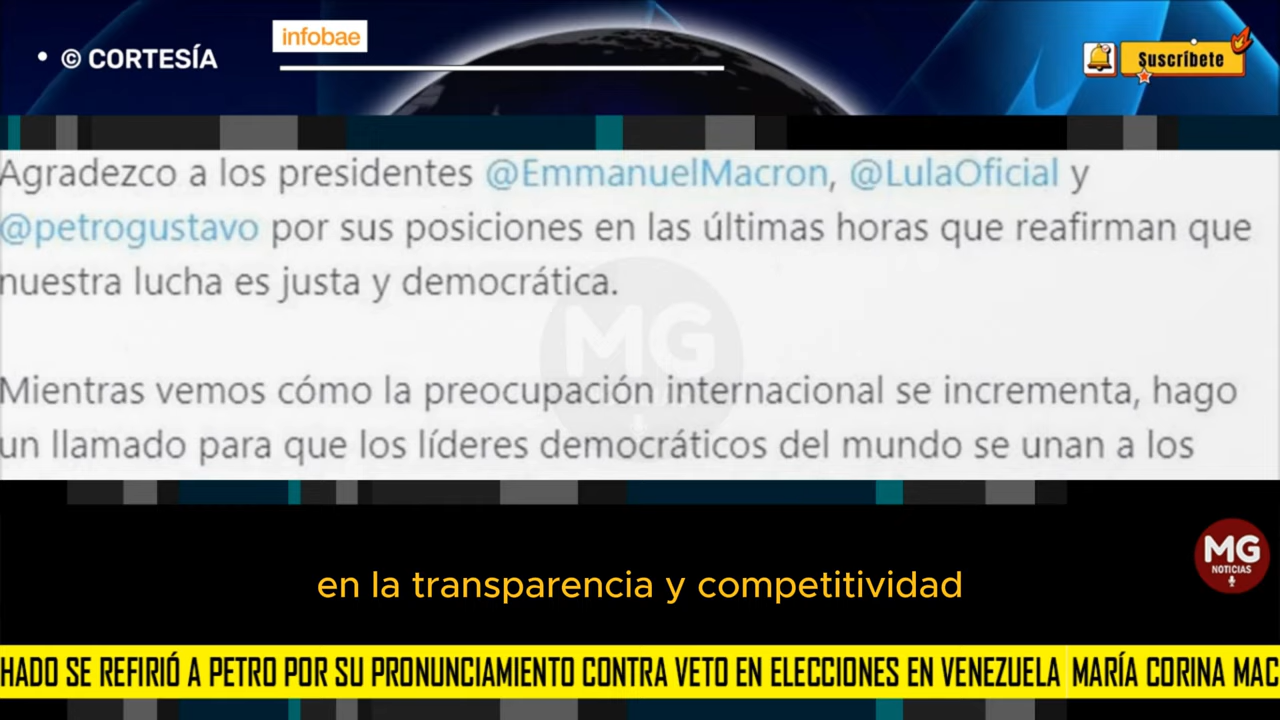 • © CORTESÍA
infobae
Suscríbete
Agradezco a los presidentes @EmmanuelMacron, @LulaOficial y
@petrogustavo por sus posiciones en las últimas horas que reafirman que
nuestra lucha es justa y democrática.
Mientras vemos cómo la preocupación internacional se incrementa, hago
un llamado para que los líderes democráticos del mundo se unan a los
MG
MG
NOTICIAS
en la transparencia y competitividad
HADO SE REFIRIÓ A PETRO POR SU PRONUNCIAMIENTO CONTRA VETO EN ELECCIONES EN VENEZUELA MARÍA CORINA MAC